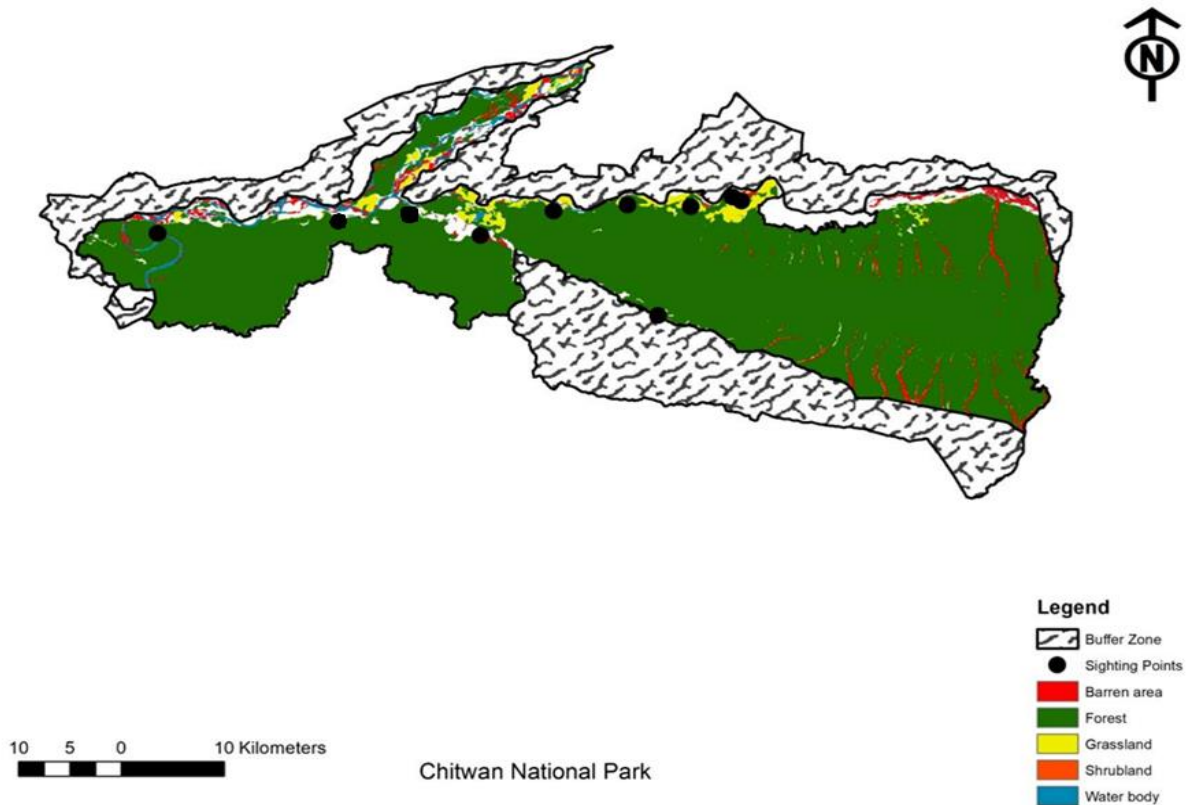 N
Legend
Buffer Zone
Sighting Points
Barren area
Forest
Grassland
Shrubland
Water body
10 5 0 10 Kilometers
Chitwan National Park